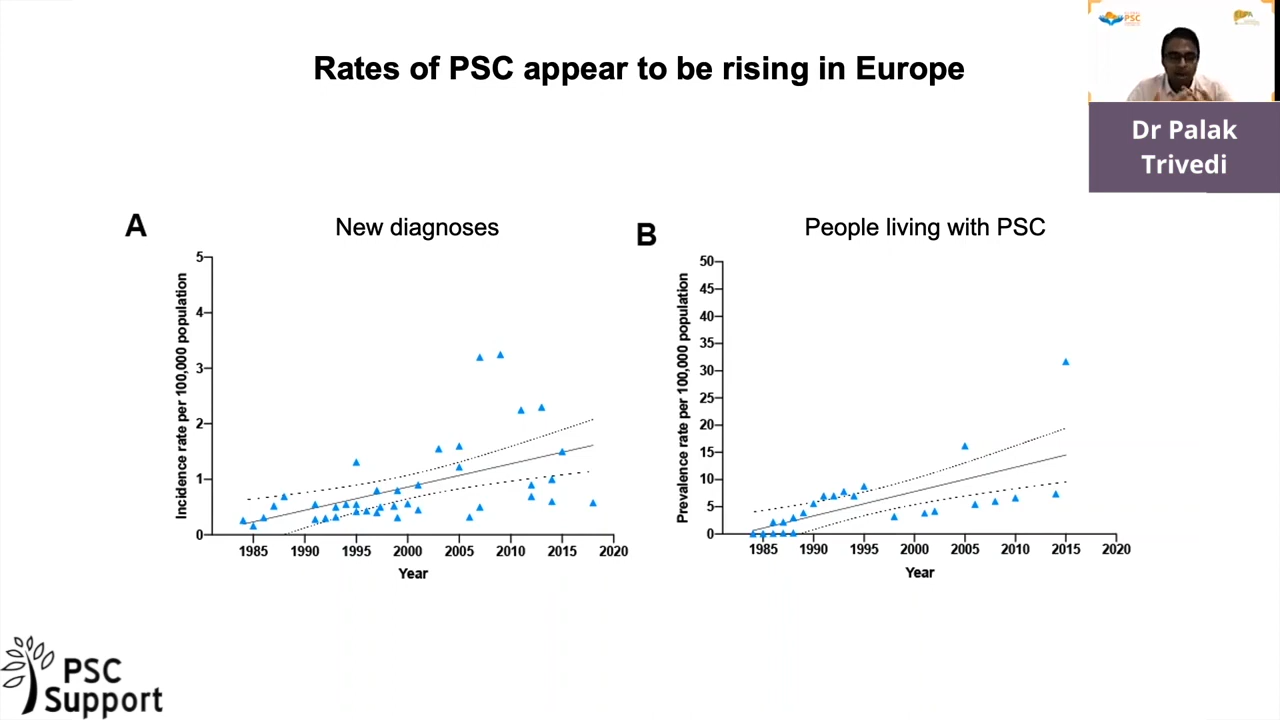 Rates of PSC appear to be rising in Europe
PSC
Dr Palak
Trivedi
A
New diagnoses
Incidence rate per 100,000 population
5
4
3
2
1
0
1985
1990
1995
2000
2005
2010
2015
2020
Year
B
People living with PSC
Prevalence rate per 100,000 population
50
45
40
35
30
25
20
15
10
5
0
1985
1990
1995
2000
2005
2010
2015
2020
Year
PSC
Support